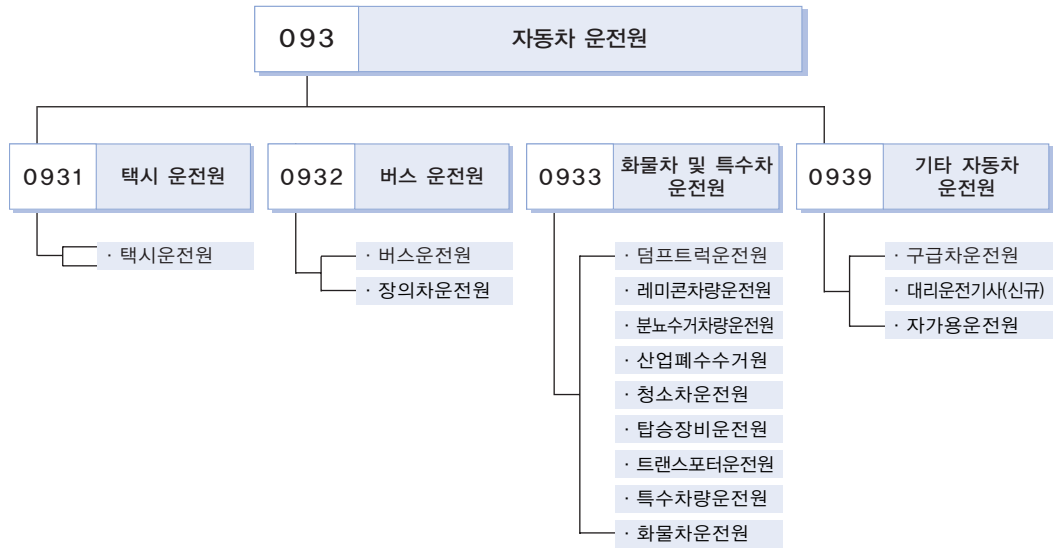 093 자동차 운전원
0931 택시 운전원
· 택시운전원
0932 버스 운전원
· 버스운전원
· 장의차운전원
0933 화물차 및 특수차
운전원
· 덤프트럭운전원
· 레미콘차량운전원
· 분뇨수거차량운전원
· 산업폐수수거원
· 청소차운전원
· 탑승장비운전원
· 트랜스포터운전원
· 특수차량운전원
· 화물차운전원
0939 기타 자동차
운전원
· 구급차운전원
· 대리운전기사(신규)
· 자가용운전원